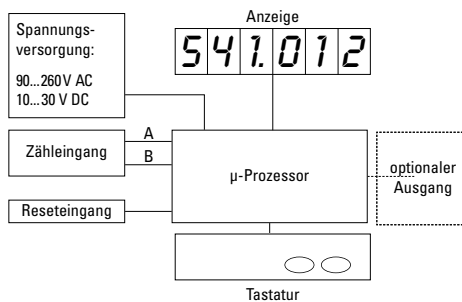 Anzeige
541.012
Spannungs-
versorgung:
90...260V AC
10...30 V DC
Zähleingang
A
B
Reseteingang
µ-Prozessor
optionaler
Ausgang
Tastatur